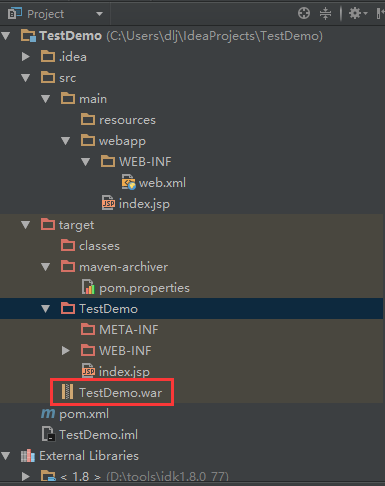 Project
TestDemo (C:\Users\dlj\IdeaProjects\TestDemo)
.idea
src
main
resources
webapp
WEB-INF
web.xml
JSP index.jsp
target
classes
maven-archiver
pom.properties
TestDemo
META-INF
WEB-INF
JSP index.jsp
TestDemo.war
m pom.xml
TestDemo.iml
External Libraries
< 1.8 > (D:\tools\jdk1.8.0_77)